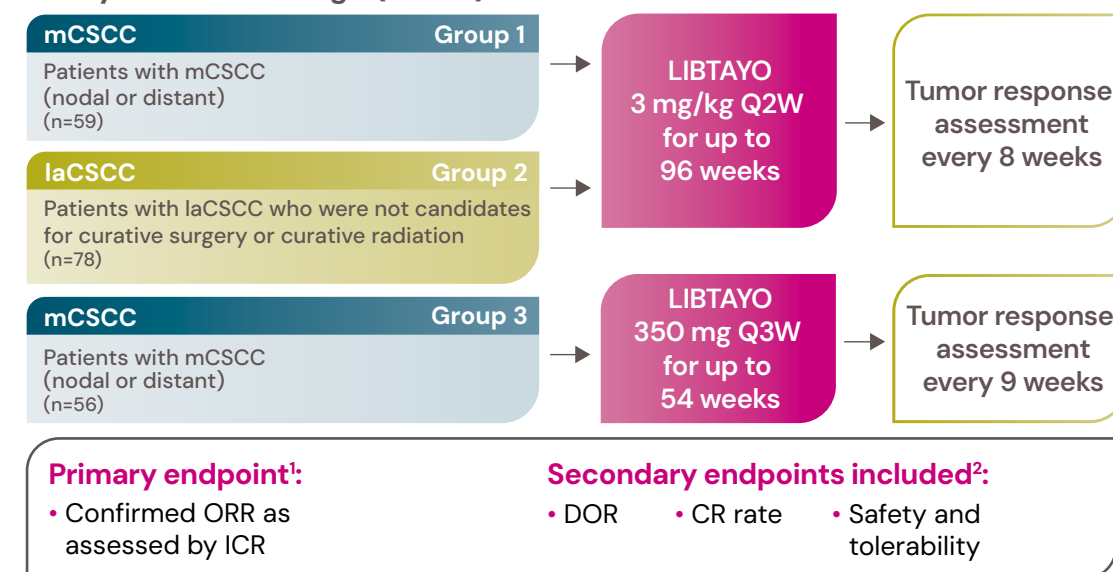 mCSCC Group 1
Patients with mCSCC
(nodal or distant)
(n=59)
laCSCC Group 2
Patients with laCSCC who were not candidates
for curative surgery or curative radiation
(n=78)
LIBTAYO
3 mg/kg Q2W
for up to
96 weeks
Tumor response
assessment
every 8 weeks
mCSCC Group 3
Patients with mCSCC
(nodal or distant)
(n=56)
LIBTAYO
350 mg Q3W
for up to
54 weeks
Tumor response
assessment
every 9 weeks
Primary endpoint¹:
• Confirmed ORR as
assessed by ICR
Secondary endpoints included²:
• DOR • CR rate • Safety and
tolerability